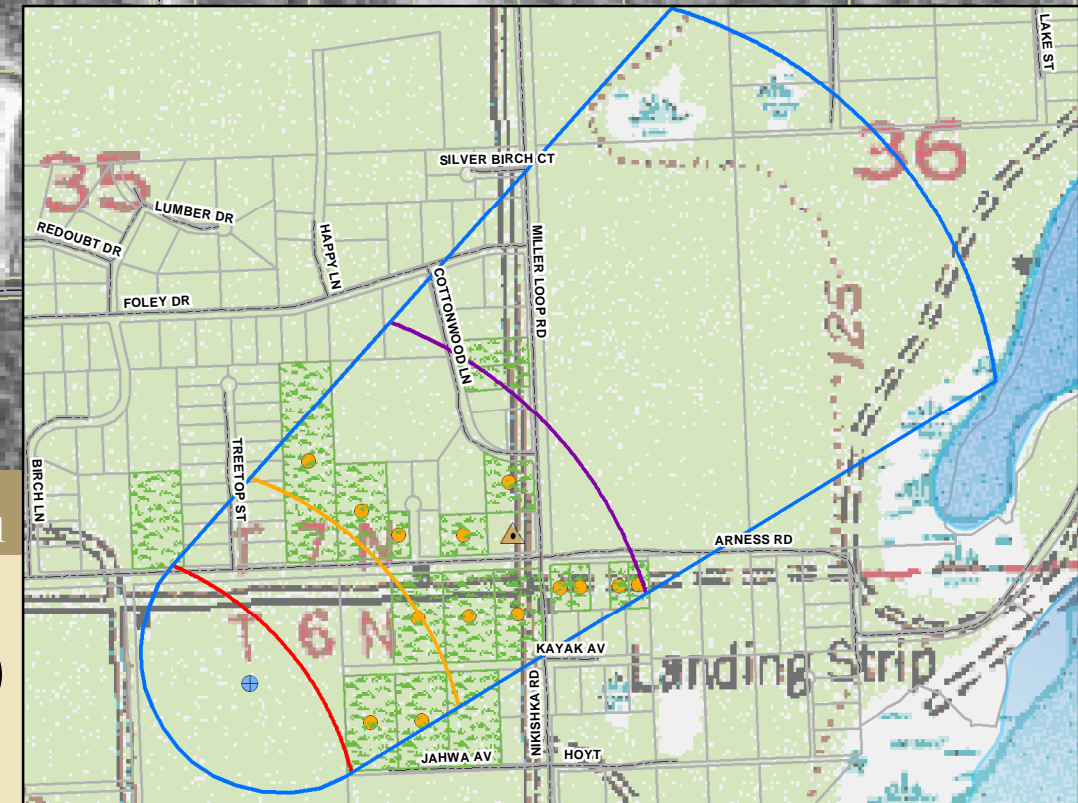 LAKE ST
SILVER BIRCH CT
36
35
LUMBER DR
REDOUBT DR
HAPPY LN
MILLER LOOP RD
COTTONWOOD LN
FOLEY DR
125
TREETOP ST
BIRCH LN
T 7 N
ARNESS RD
T 6 N
KAYAK AV
Landing Strip
NIKISHKA RD
JAHWA AV
HOYT